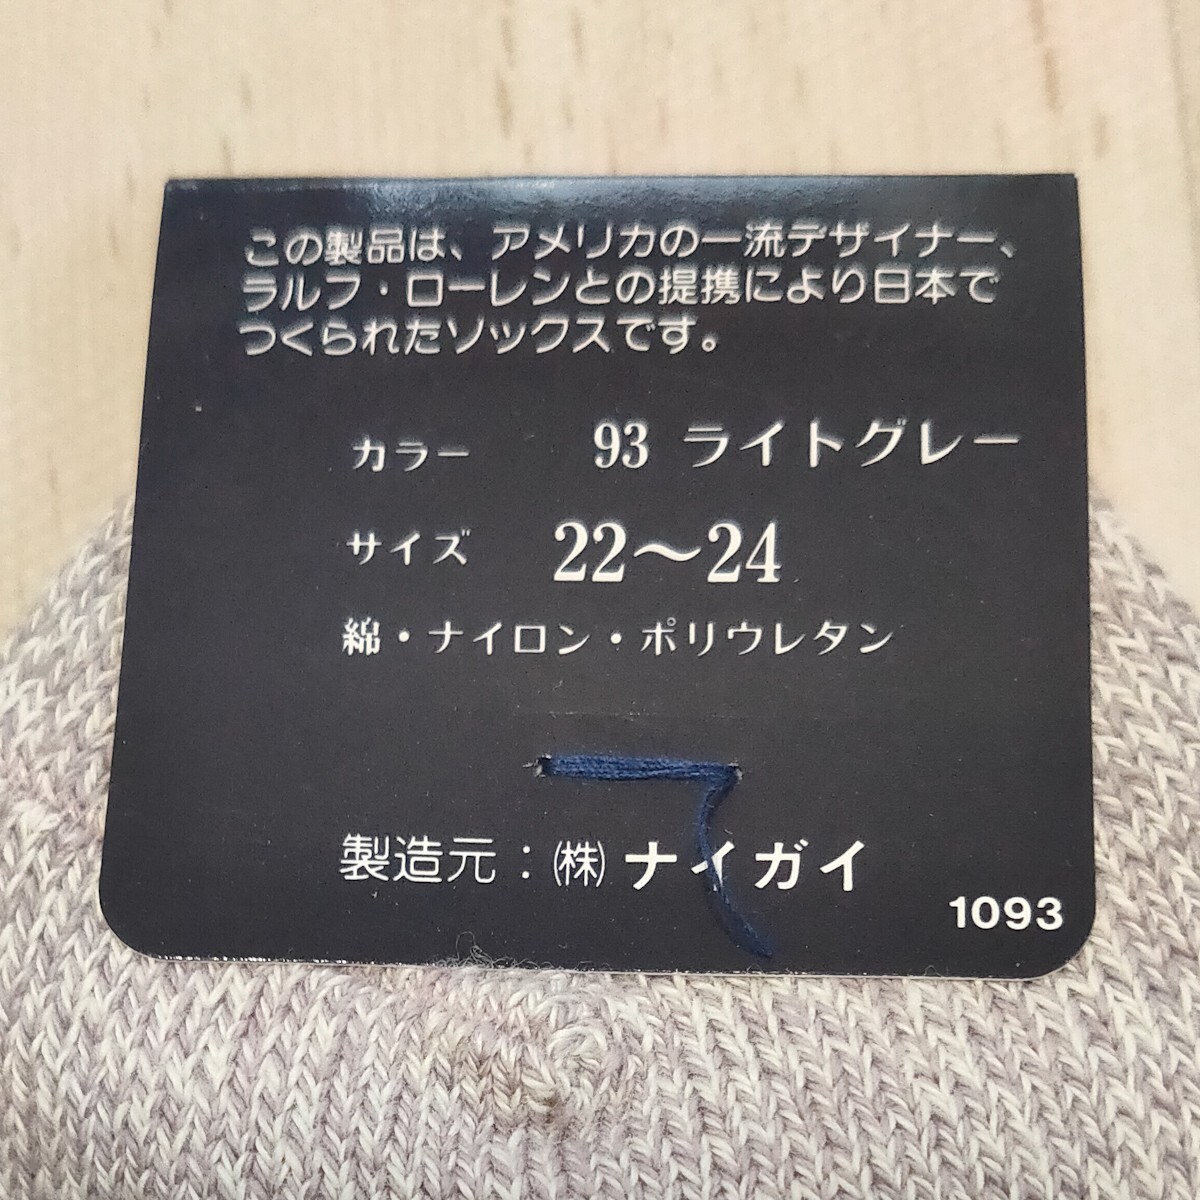 この製品は、アメリカの一流デザイナー、
ラルフ・ローレンとの提携により日本で
つくられたソックスです。
カラー 93 ライトグレー
サイズ 22〜24
綿・ナイロン・ポリウレタン
製造元：㈱ナイガイ
1093